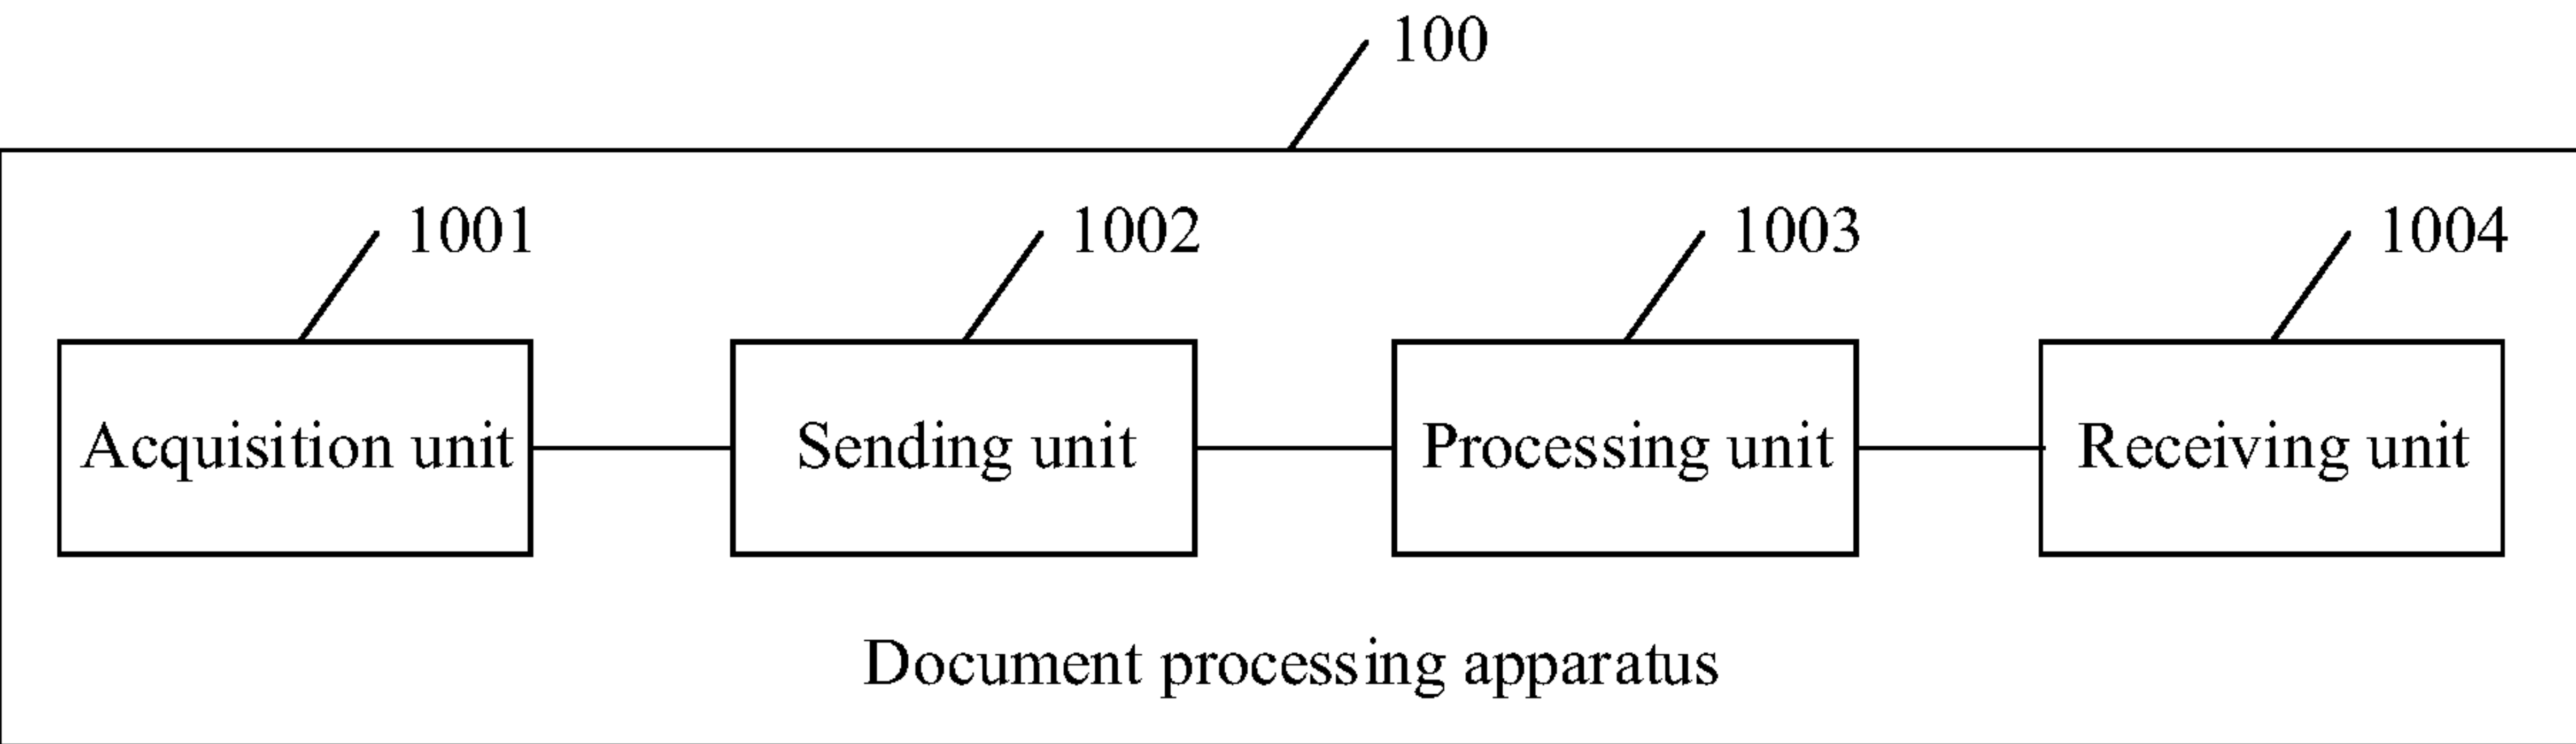 100
1001 1002 1003 1004
Acquisition unit Sending unit Processing unit Receiving unit
Document processing apparatus